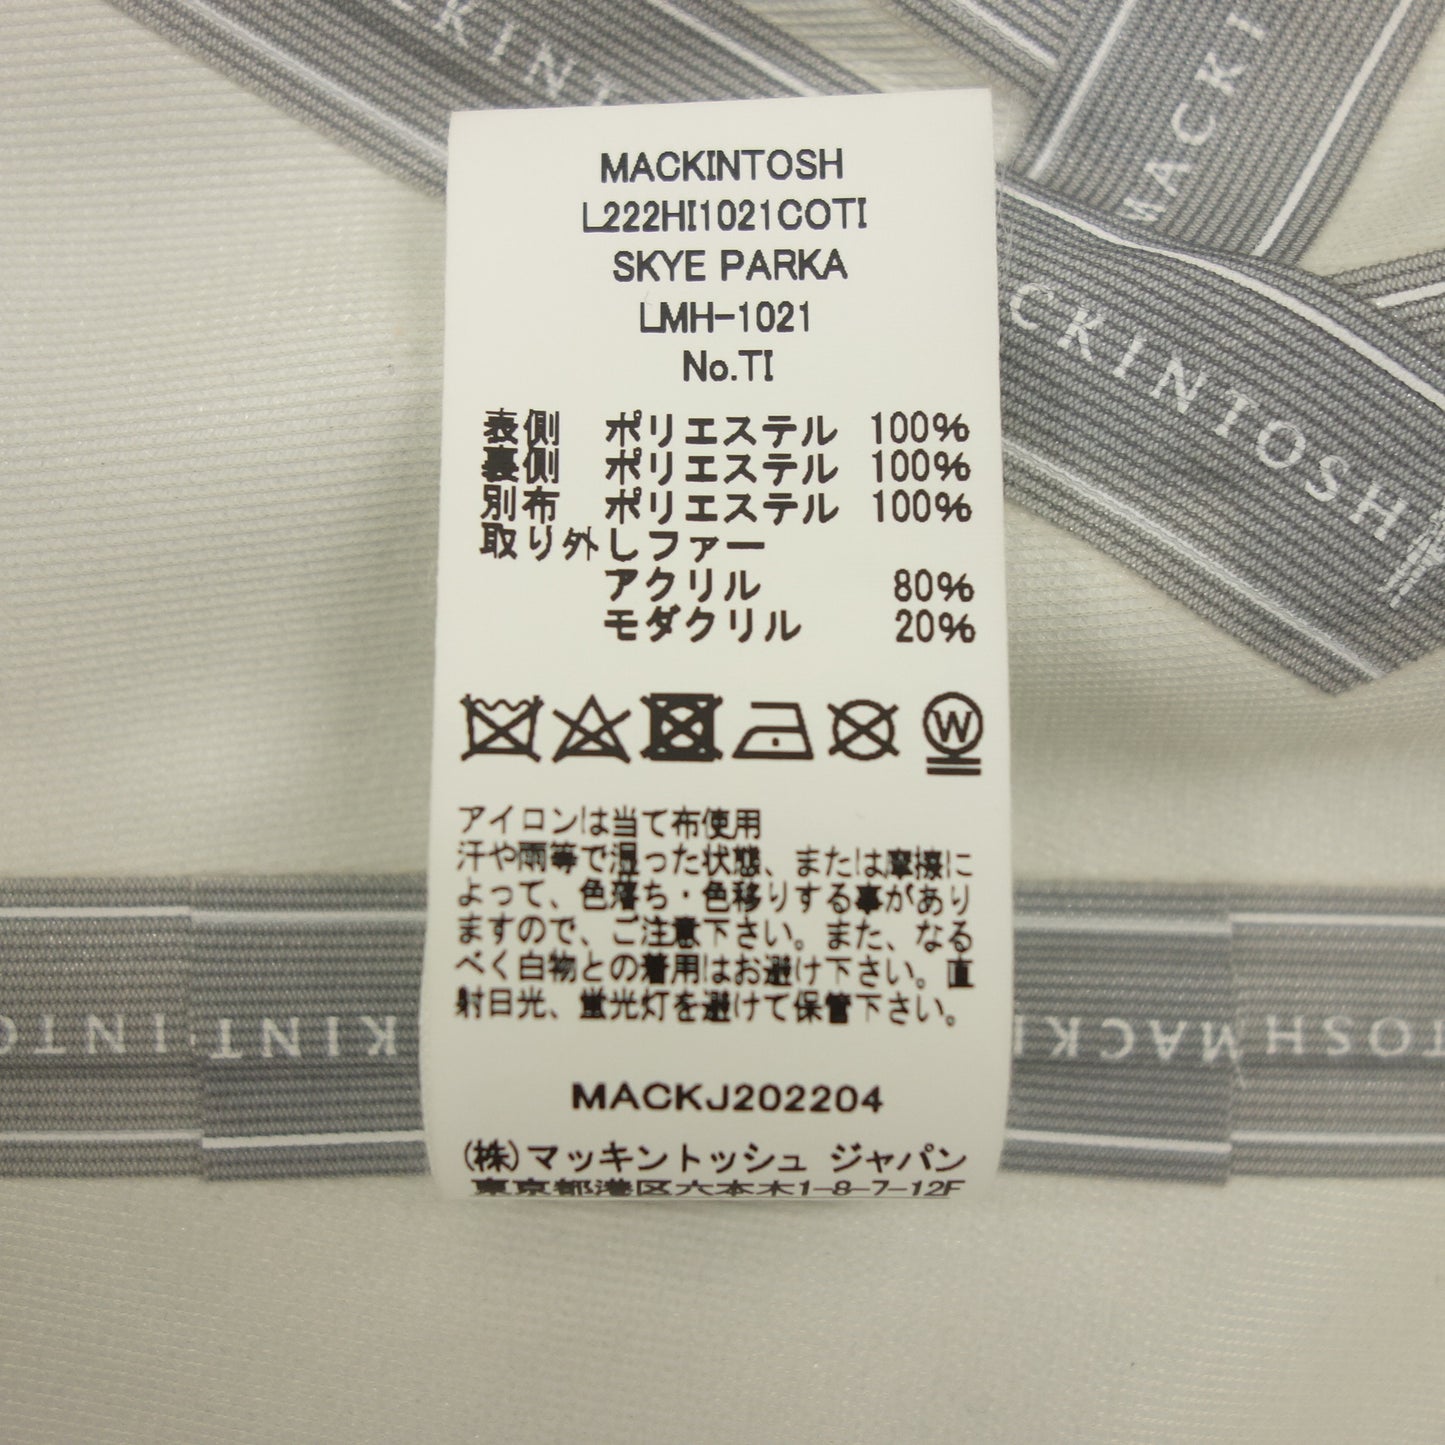 CKINT
MACKI
MACKINTOSH
L222HI1021COTI
SKYE PARKA
LMH-1021
No.TI
CKINTOSH
表側 ポリエステル 100%
裏側 ポリエステル 100%
別布 ポリエステル 100%
取り外しファー
アクリル 80%
モダクリル 20%
W
アイロンは当て布使用
汗や雨等で湿った状態、または摩擦に
よって、色落ち・色移りする事があり
ますので、ご注意下さい。また、なる
べく白物との着用はお避け下さい。直
射日光、蛍光灯を避けて保管下さい。
TOSH MACKI KINT INTO
MACKJ202204
(株)マッキントッシュ ジャパン
東京都港区六本木1-8-7-12F